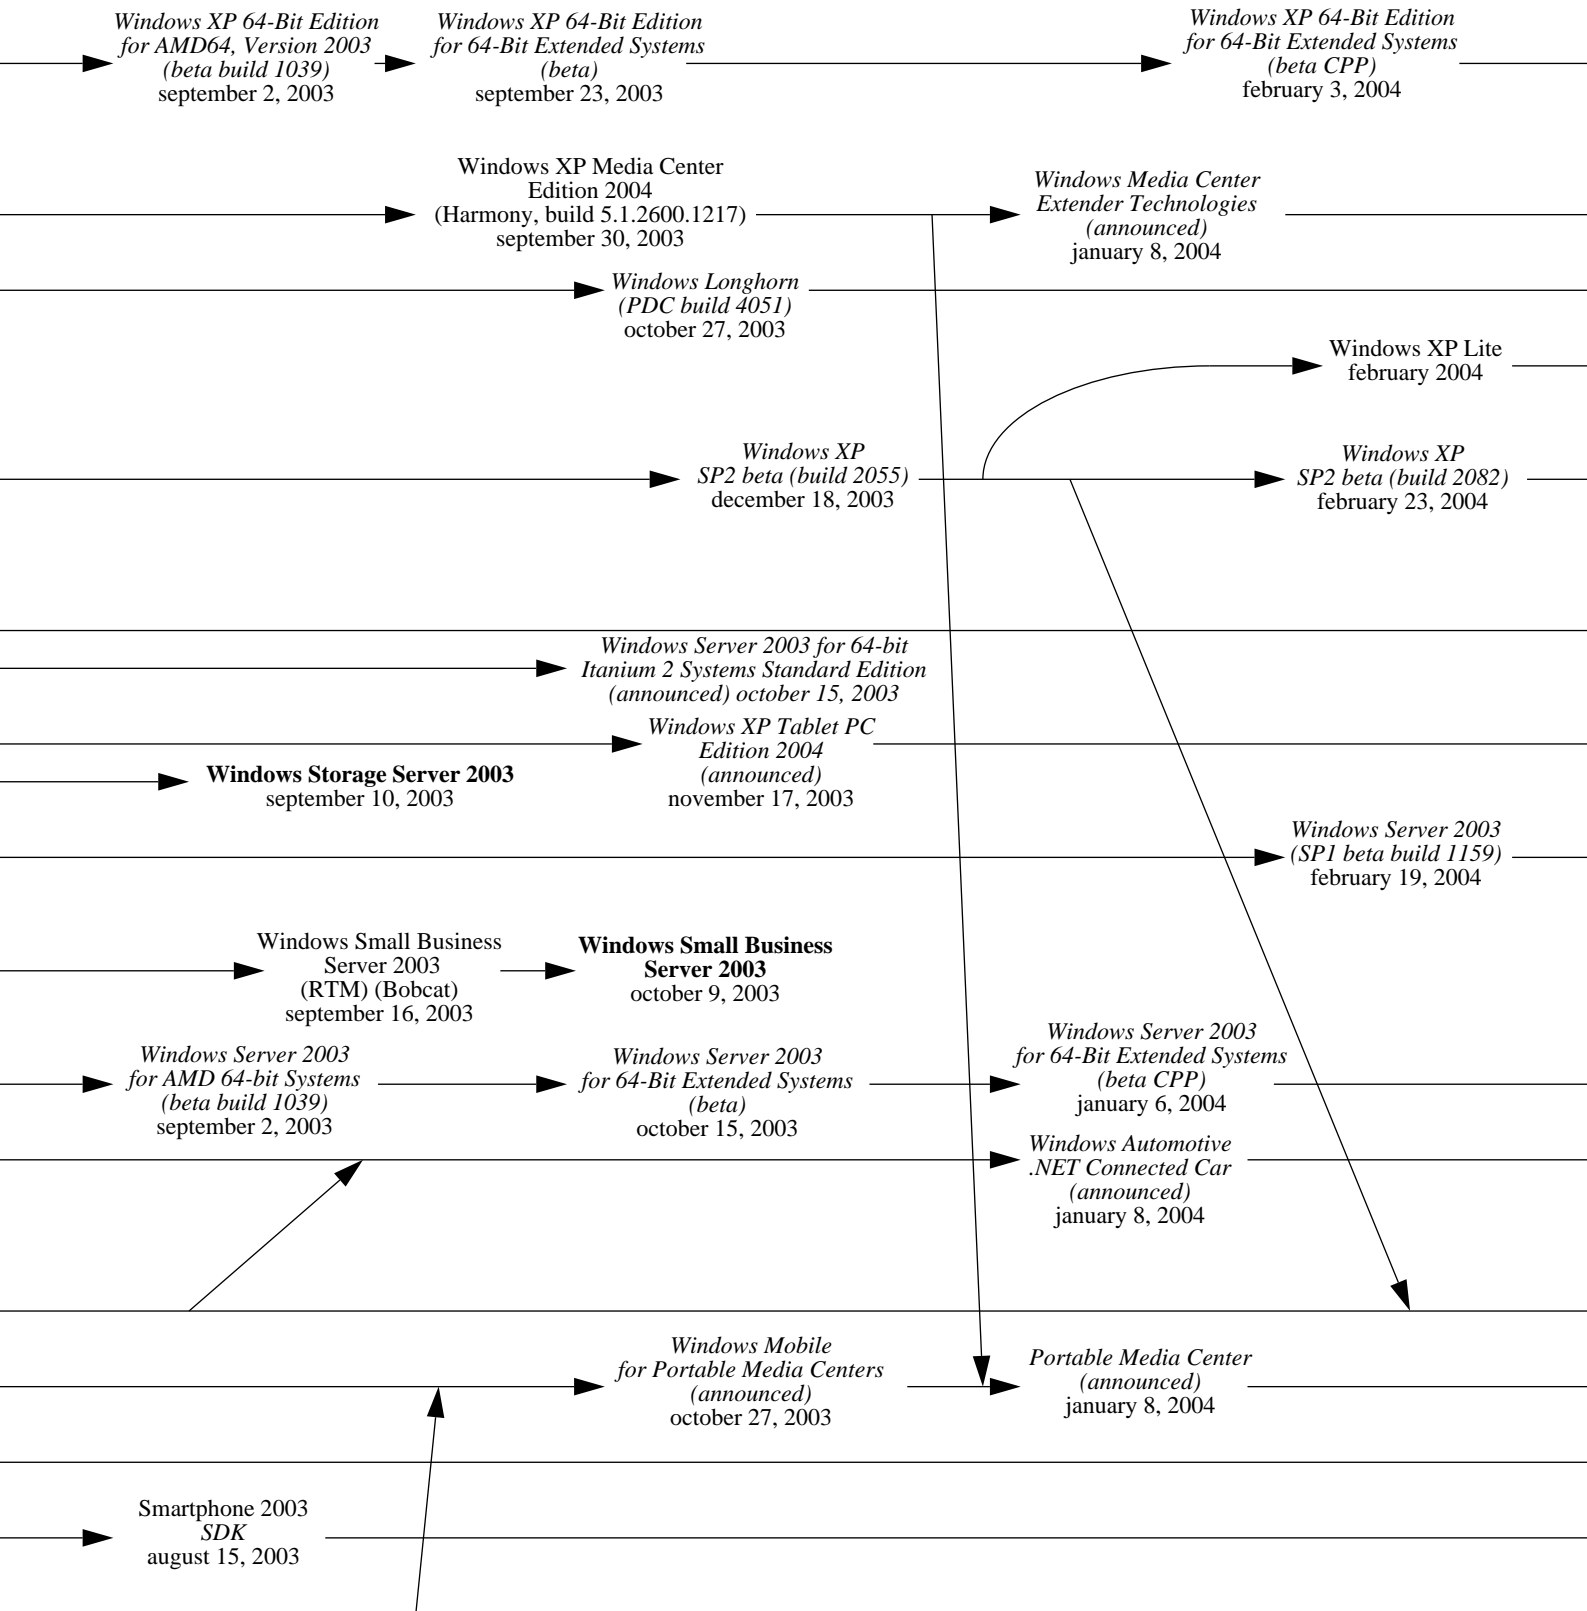 Windows XP 64-Bit Edition
for AMD64, Version 2003
(beta build 1039)
september 2, 2003
Windows XP 64-Bit Edition
for 64-Bit Extended Systems
(beta)
september 23, 2003
Windows XP 64-Bit Edition
for 64-Bit Extended Systems
(beta CPP)
february 3, 2004
Windows XP Media Center
Edition 2004
(Harmony, build 5.1.2600.1217)
september 30, 2003
Windows Media Center
Extender Technologies
(announced)
january 8, 2004
Windows Longhorn
(PDC build 4051)
october 27, 2003
Windows XP Lite
february 2004
Windows XP
SP2 beta (build 2055)
december 18, 2003
Windows XP
SP2 beta (build 2082)
february 23, 2004
Windows Server 2003 for 64-bit
Itanium 2 Systems Standard Edition
(announced) october 15, 2003
Windows XP Tablet PC
Edition 2004
(announced)
november 17, 2003
Windows Storage Server 2003
september 10, 2003
Windows Server 2003
(SP1 beta build 1159)
february 19, 2004
Windows Small Business
Server 2003
(RTM) (Bobcat)
september 16, 2003
Windows Small Business
Server 2003
october 9, 2003
Windows Server 2003
for AMD 64-bit Systems
(beta build 1039)
september 2, 2003
Windows Server 2003
for 64-Bit Extended Systems
(beta)
october 15, 2003
Windows Server 2003
for 64-Bit Extended Systems
(beta CPP)
january 6, 2004
Windows Automotive
.NET Connected Car
(announced)
january 8, 2004
Windows Mobile
for Portable Media Centers
(announced)
october 27, 2003
Portable Media Center
(announced)
january 8, 2004
Smartphone 2003
SDK
august 15, 2003